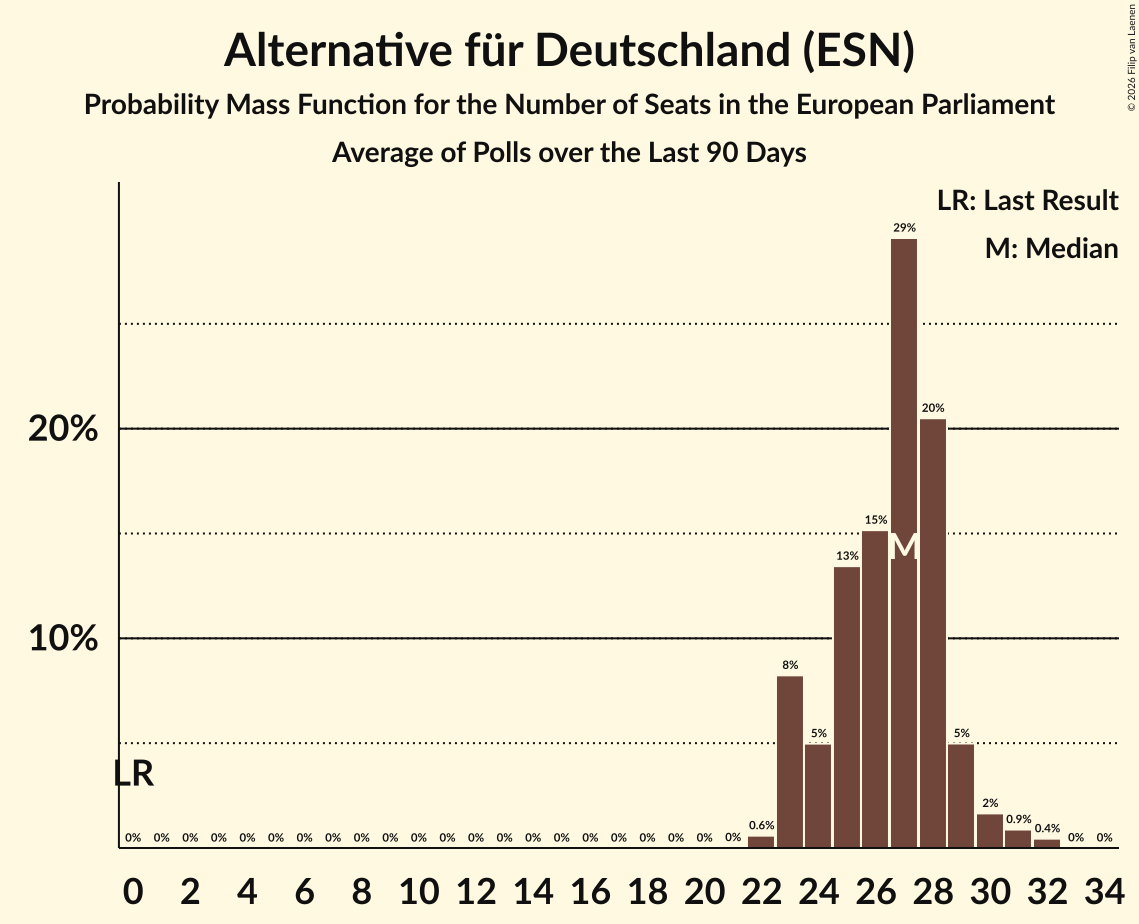 Alternative für Deutschland (ESN)
Probability Mass Function for the Number of Seats in the European Parliament
Average of Polls over the Last 90 Days
© 2026 Filip van Laenen
LR: Last Result
M: Median
29%
20%
20%
15%
13%
M
10%
8%
5%
5%
LR
2%
0.9%
0.6%
0.4%
0% 0% 0% 0% 0% 0% 0% 0% 0% 0% 0% 0% 0% 0% 0% 0% 0% 0% 0% 0% 0% 0% 0% 0%
0 2 4 6 8 10 12 14 16 18 20 22 24 26 28 30 32 34